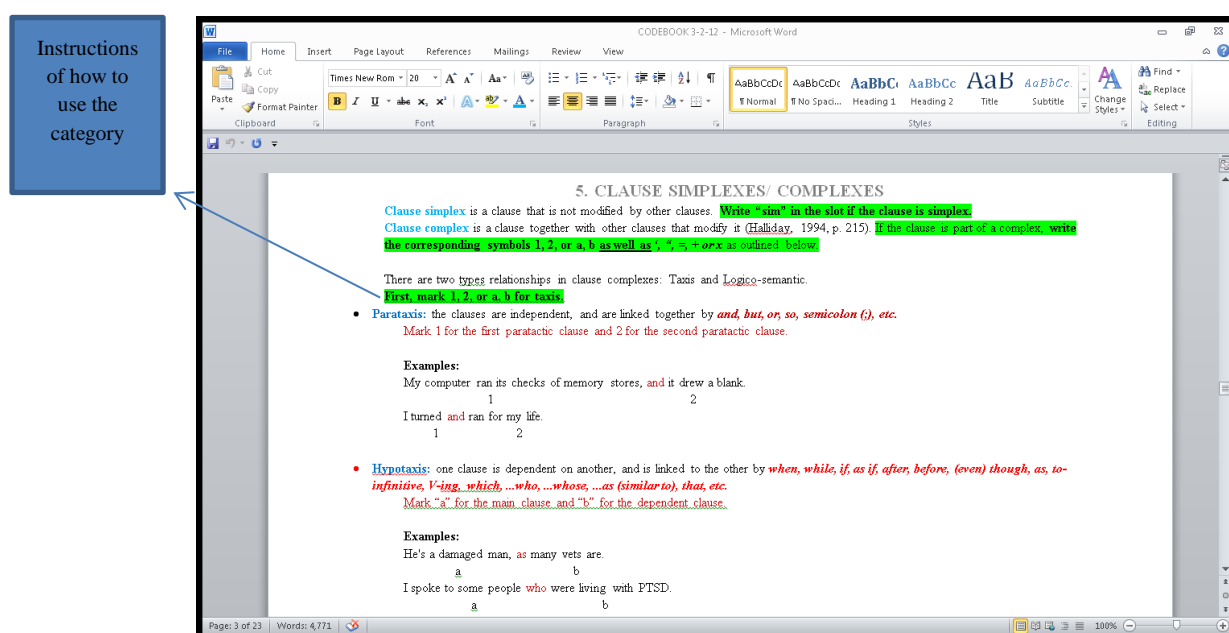 Instructions
of how to
use the
category
CODEBOOK 3-2-12 - Microsoft Word
File Home Insert Page Layout References Mailings Review View
Paste
Cut
Copy
Format Painter
Clipboard
Times New Rom 20
B I U abc x₂ x² A
Font
Paragraph
AaBbCcDc AaBbCcDc AaBbC AaBbCc AaB AaBbCc.
¶ Normal ¶ No Spaci... Heading 1 Heading 2 Title Subtitle
Change
Styles
Styles
Find
Replace
Select
Editing
5. CLAUSE SIMPLEXES/ COMPLEXES
Clause simplex is a clause that is not modified by other clauses. Write “sim” in the slot if the clause is simplex.
Clause complex is a clause together with other clauses that modify it (Halliday, 1994, p. 215). If the clause is part of a complex, write
the corresponding symbols 1, 2, or a, b as well as ‘, “, =, + or x as outlined below.
There are two types relationships in clause complexes: Taxis and Logico-semantic.
First, mark 1, 2, or a, b for taxis.
• Parataxis: the clauses are independent, and are linked together by and, but, or, so, semicolon (;), etc.
Mark 1 for the first paratactic clause and 2 for the second paratactic clause.
Examples:
My computer ran its checks of memory stores, and it drew a blank.
1 2
I turned and ran for my life.
1 2
• Hypotaxis: one clause is dependent on another, and is linked to the other by when, while, if, as if, after, before, (even) though, as, to-
infinitive, V-ing, which, ...who, ...whose, ...as (similar to), that, etc.
Mark “a” for the main clause and “b” for the dependent clause.
Examples:
He's a damaged man, as many vets are.
a b
I spoke to some people who were living with PTSD.
a b
Page: 3 of 23 Words: 4,771 100%